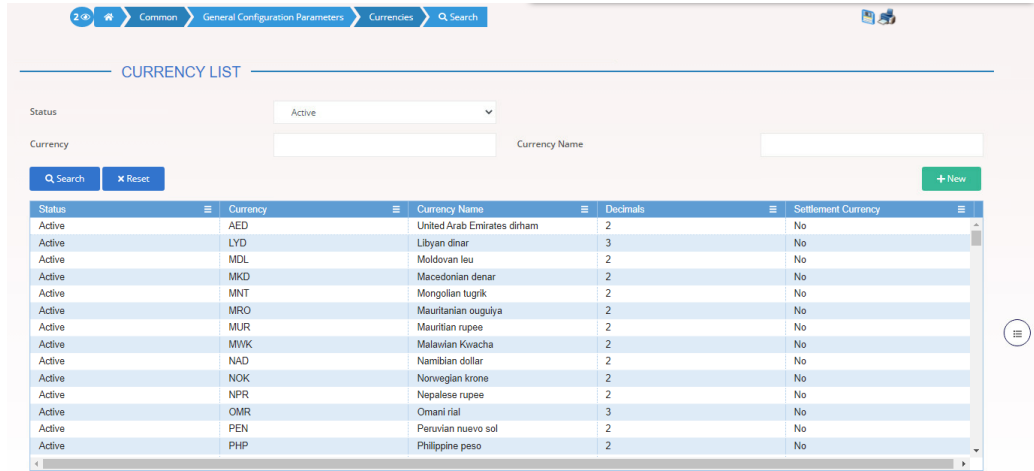 2 Common General Configuration Parameters Currencies Search
CURRENCY LIST
Status Active
Currency Currency Name
Search Reset New
Status Currency Currency Name Decimals Settlement Currency
Active AED United Arab Emirates dirham 2 No
Active LYD Libyan dinar 3 No
Active MDL Moldovan leu 2 No
Active MKD Macedonian denar 2 No
Active MNT Mongolian tugrik 2 No
Active MRO Mauritanian ouguiya 2 No
Active MUR Mauritian rupee 2 No
Active MWK Malawian Kwacha 2 No
Active NAD Namibian dollar 2 No
Active NOK Norwegian krone 2 No
Active NPR Nepalese rupee 2 No
Active OMR Omani rial 3 No
Active PEN Peruvian nuevo sol 2 No
Active PHP Philippine peso 2 No